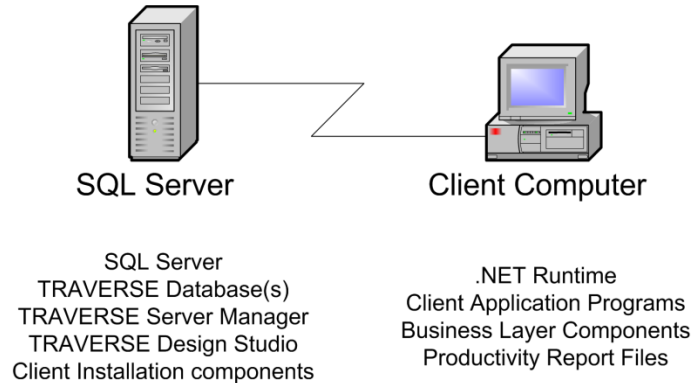 SQL Server
Client Computer
SQL Server
TRAVERSE Database(s)
TRAVERSE Server Manager
TRAVERSE Design Studio
Client Installation components
.NET Runtime
Client Application Programs
Business Layer Components
Productivity Report Files